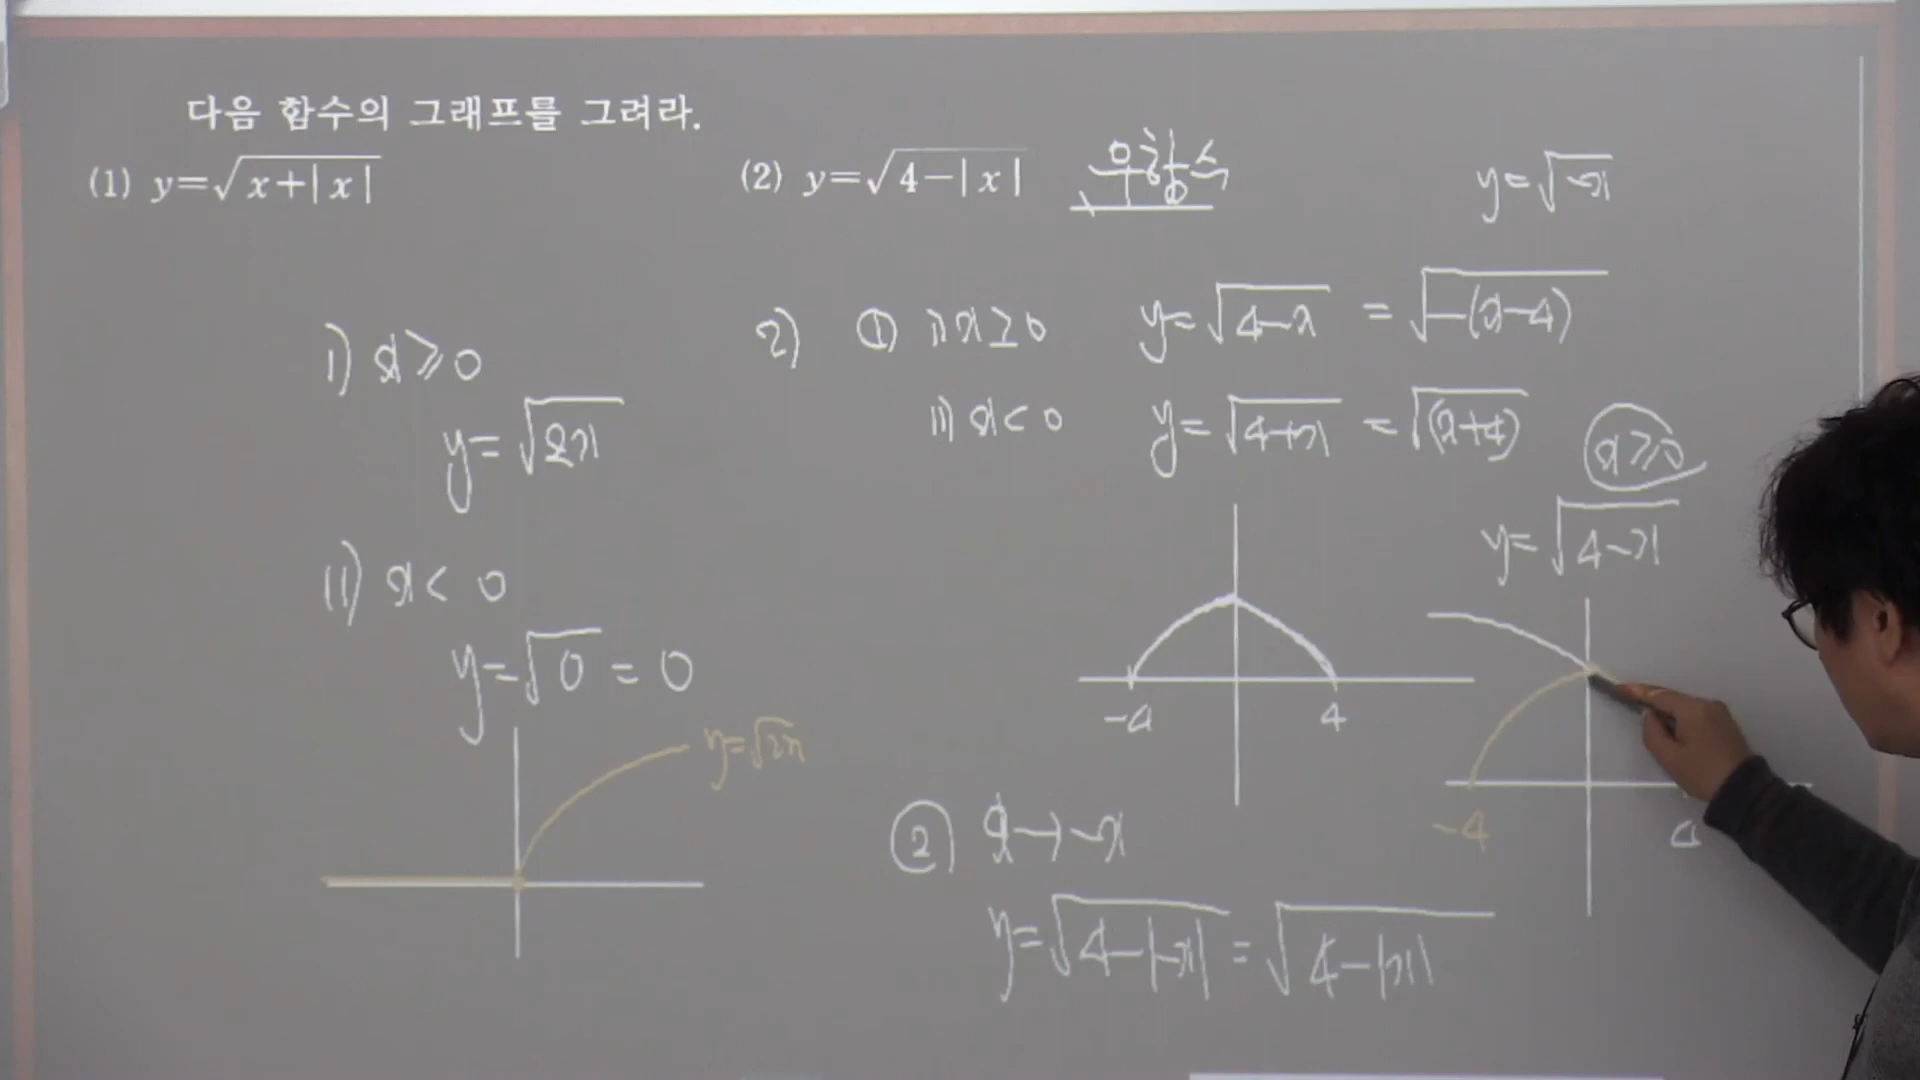 다음 함수의 그래프를 그려라.
(1) y=√(x+|x|)
(2) y=√(4-|x|)
우함수
y=√(-x)
i) x≥0
y=√(2x)
ii) x<0
y=√0=0
y=√(2x)
2) ① i) x≥0 y=√(4-x) =√(-(x-4))
ii) x<0 y=√(4+x) =√((x+4))
x≥0
y=√(4-x)
-4 4
-4 4
② x→-x
y=√(4-|-x|) =√(4-|x|)